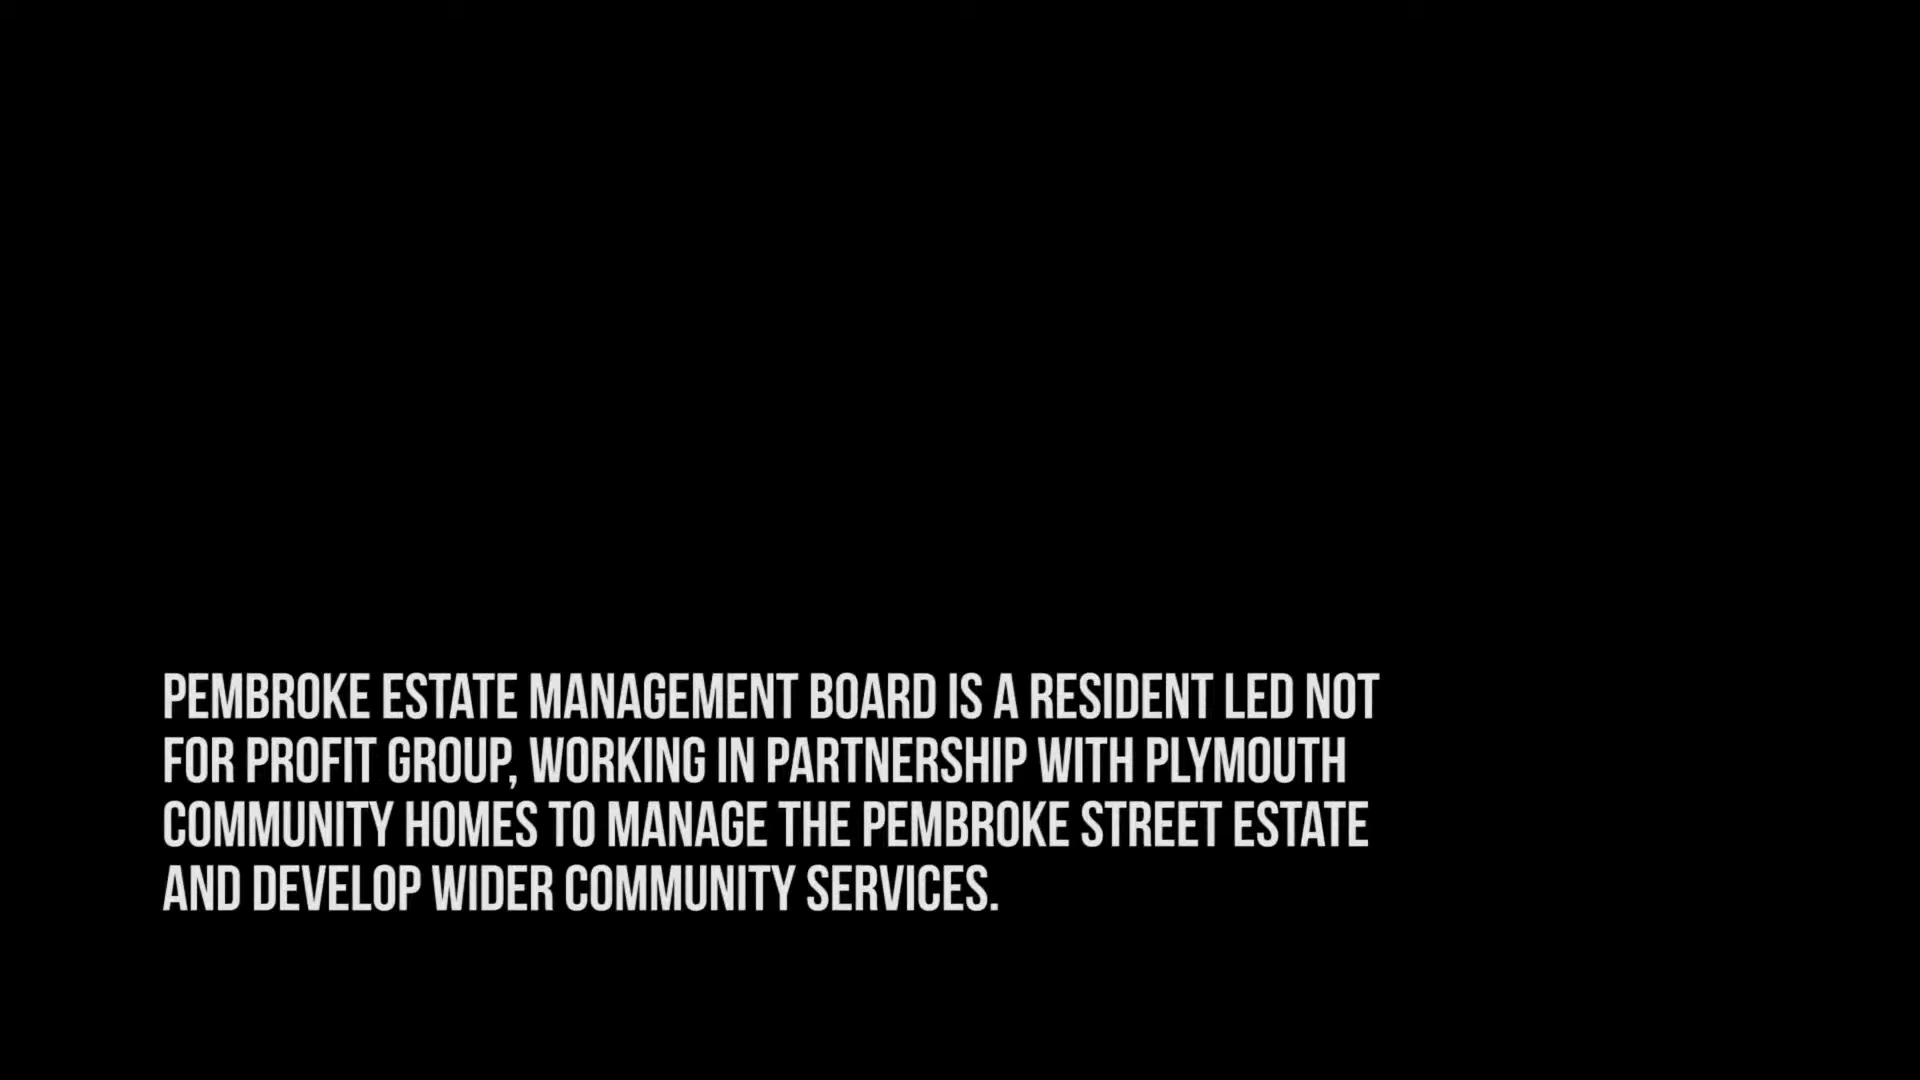 PEMBROKE ESTATE MANAGEMENT BOARD IS A RESIDENT LED NOT
FOR PROFIT GROUP, WORKING IN PARTNERSHIP WITH PLYMOUTH
COMMUNITY HOMES TO MANAGE THE PEMBROKE STREET ESTATE
AND DEVELOP WIDER COMMUNITY SERVICES.